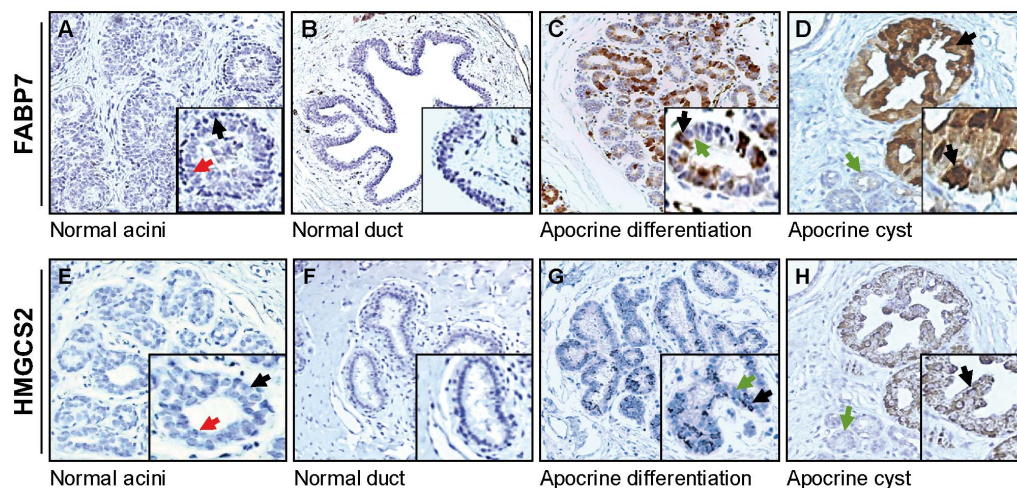 FABP7
A
B
C
D
Normal acini
Normal duct
Apocrine differentiation
Apocrine cyst
HMGCS2
E
F
G
H
Normal acini
Normal duct
Apocrine differentiation
Apocrine cyst